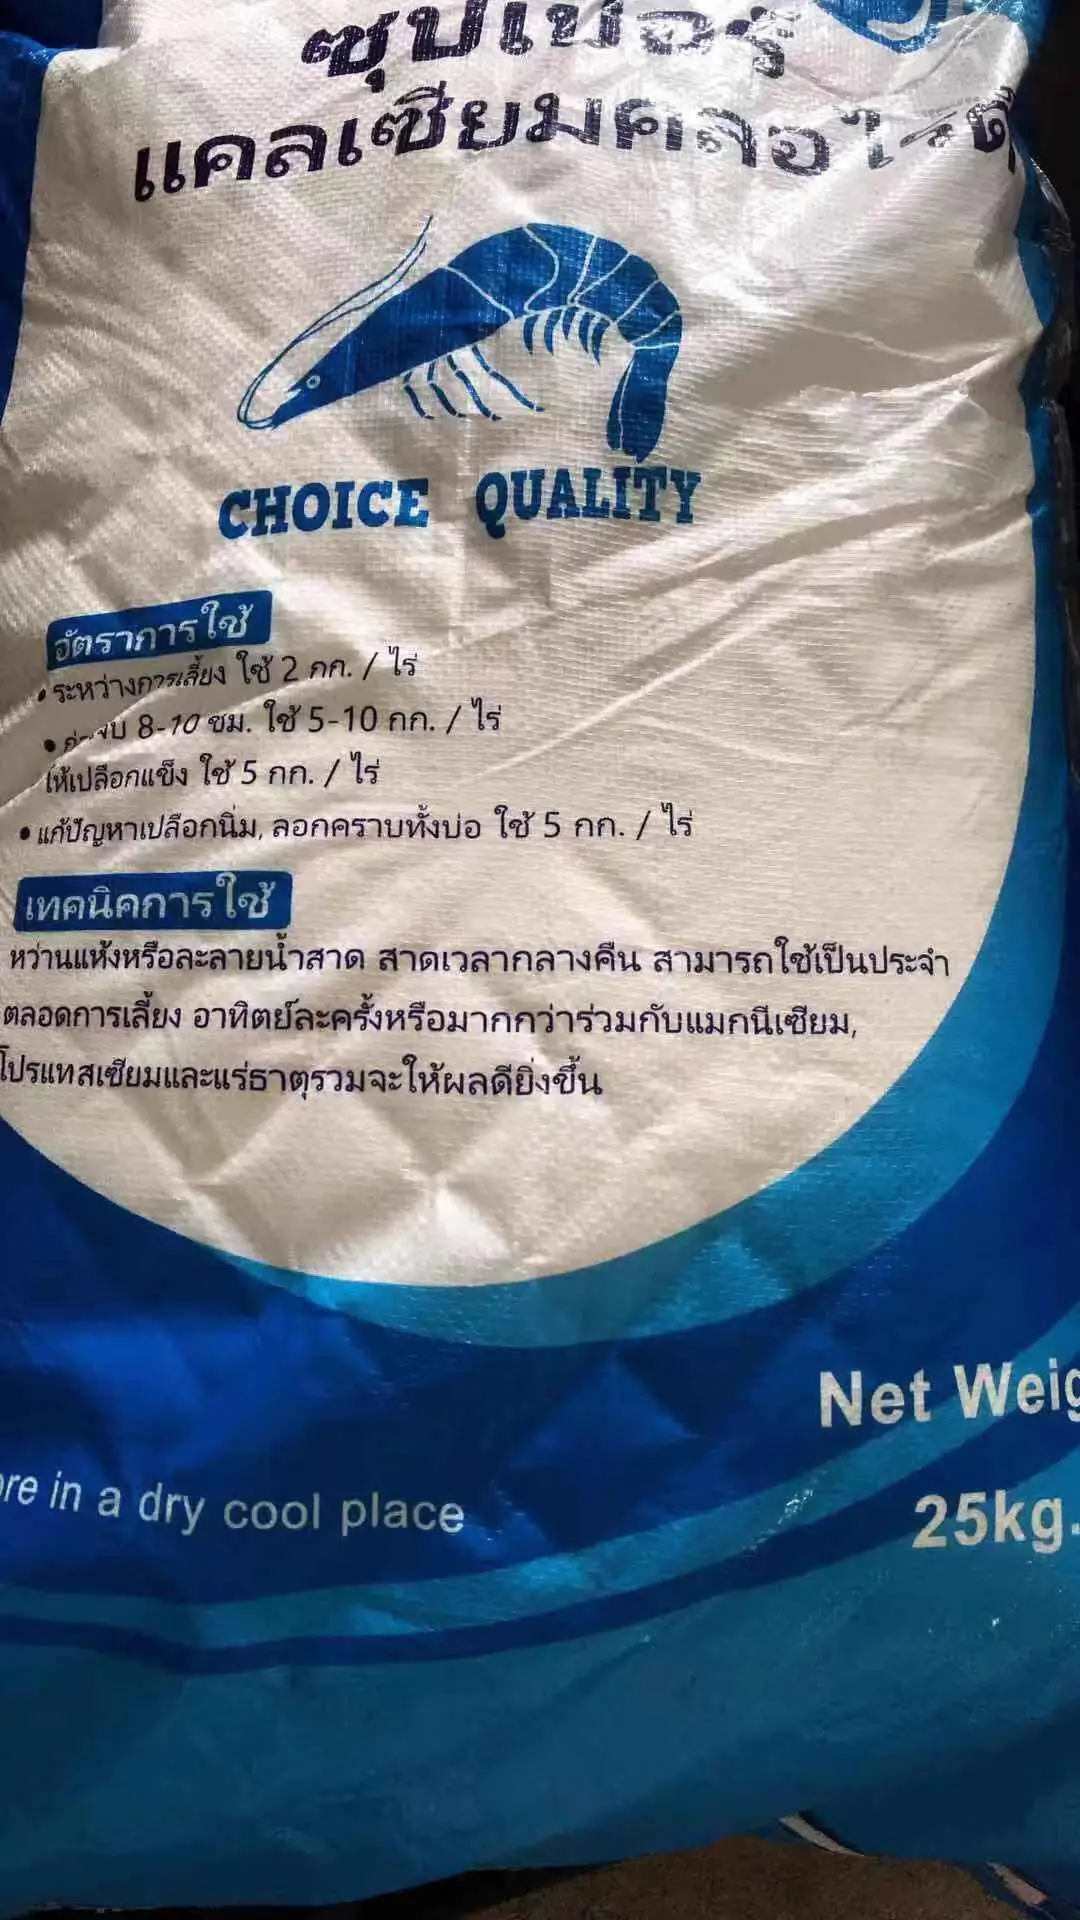 ซุปเปอร์
แคลเซียมคลอไรด์
CHOICE QUALITY
อัตราการใช้
• ระหว่างการเลี้ยง ใช้ 2 กก. / ไร่
• ก่อนจับ 8-10 ชม. ใช้ 5-10 กก. / ไร่
ให้เปลือกแข็ง ใช้ 5 กก. / ไร่
• แก้ปัญหาเปลือกนิ่ม, ลอกคราบทั้งบ่อ ใช้ 5 กก. / ไร่
เทคนิคการใช้
หว่านแห้งหรือละลายน้ำสาด สาดเวลากลางคืน สามารถใช้เป็นประจำ
ตลอดการเลี้ยง อาทิตย์ละครั้งหรือมากกว่าร่วมกับแมกนีเซียม,
โปรแทสเซียมและแร่ธาตุรวมจะให้ผลดียิ่งขึ้น
Net Weig
ore in a dry cool place
25kg.